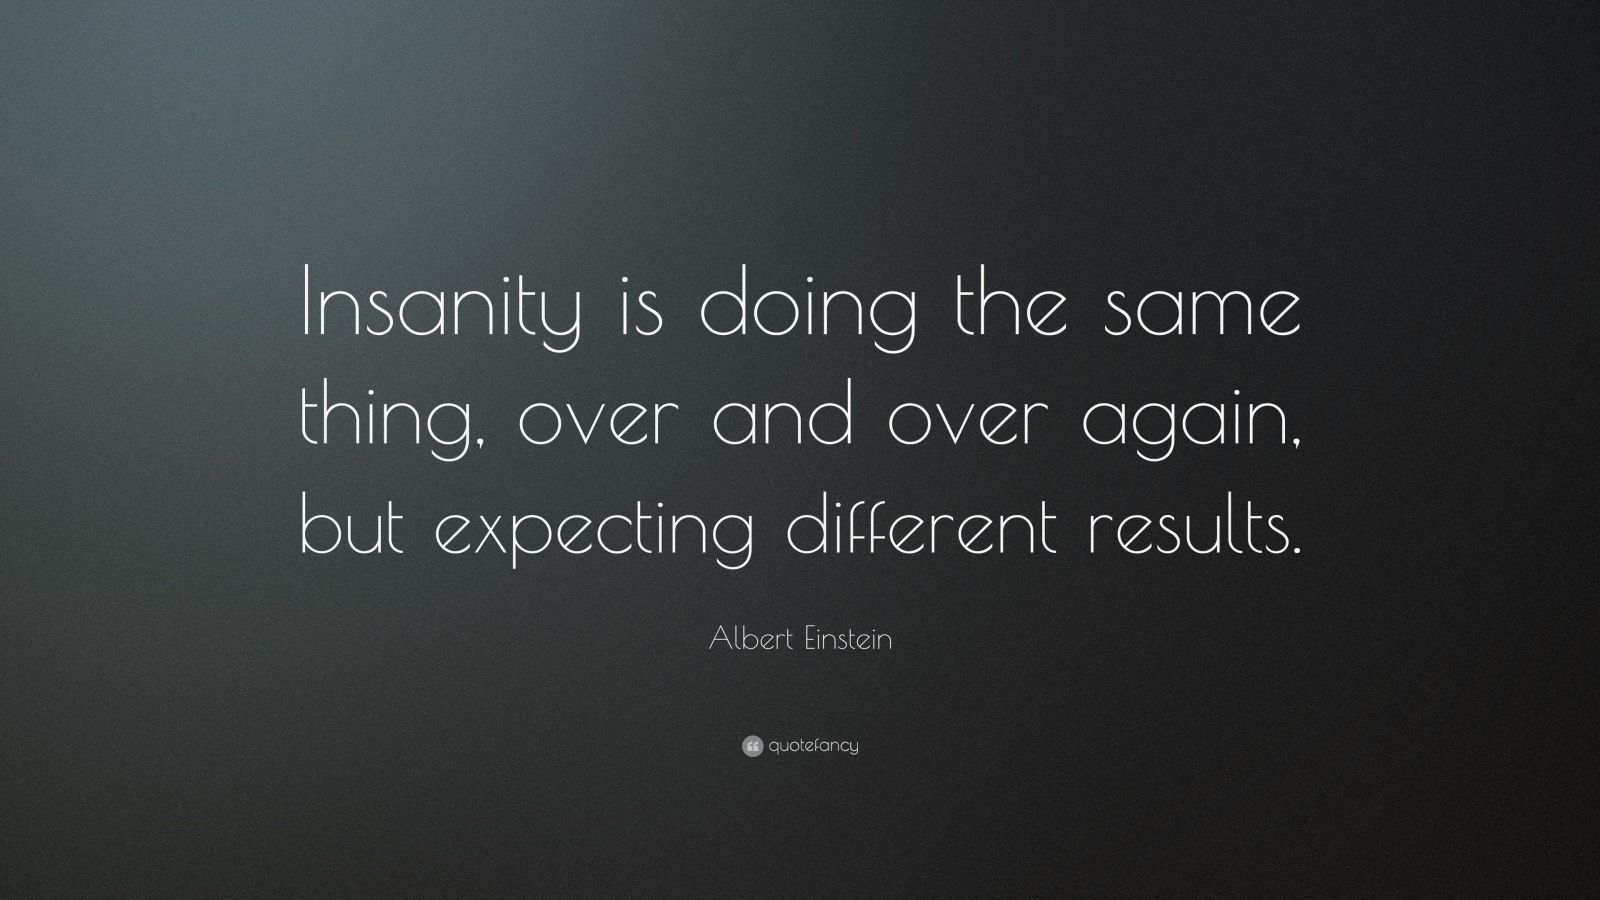 Insanity is doing the same
thing, over and over again,
but expecting different results.
Albert Einstein
quotefancy